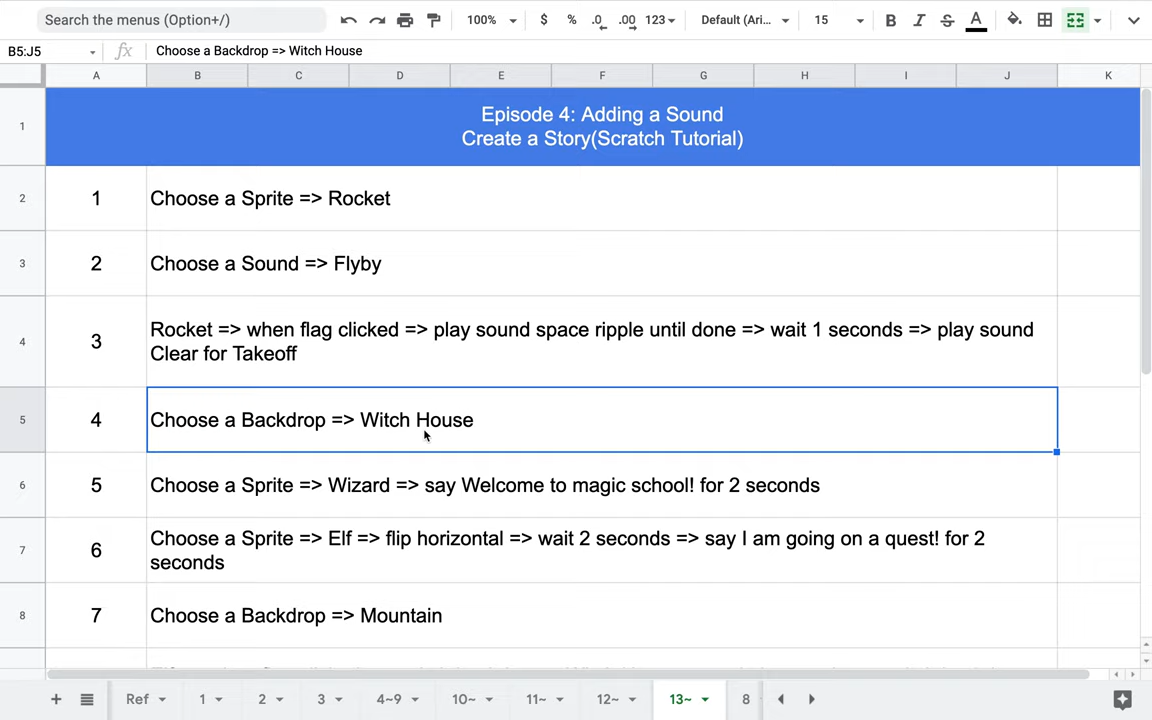 Search the menus (Option+/)
100%
$ % .0 .00 123
Default (Ari...
15
B I S A
B5:J5
fx Choose a Backdrop => Witch House
A B C D E F G H I J K
1 Episode 4: Adding a Sound
Create a Story(Scratch Tutorial)
2 1 Choose a Sprite => Rocket
3 2 Choose a Sound => Flyby
4 3 Rocket => when flag clicked => play sound space ripple until done => wait 1 seconds => play sound
Clear for Takeoff
5 4 Choose a Backdrop => Witch House
6 5 Choose a Sprite => Wizard => say Welcome to magic school! for 2 seconds
7 6 Choose a Sprite => Elf => flip horizontal => wait 2 seconds => say I am going on a quest! for 2
seconds
8 7 Choose a Backdrop => Mountain
+ Ref 1 2 3 4~9 10~ 11~ 12~ 13~ 8